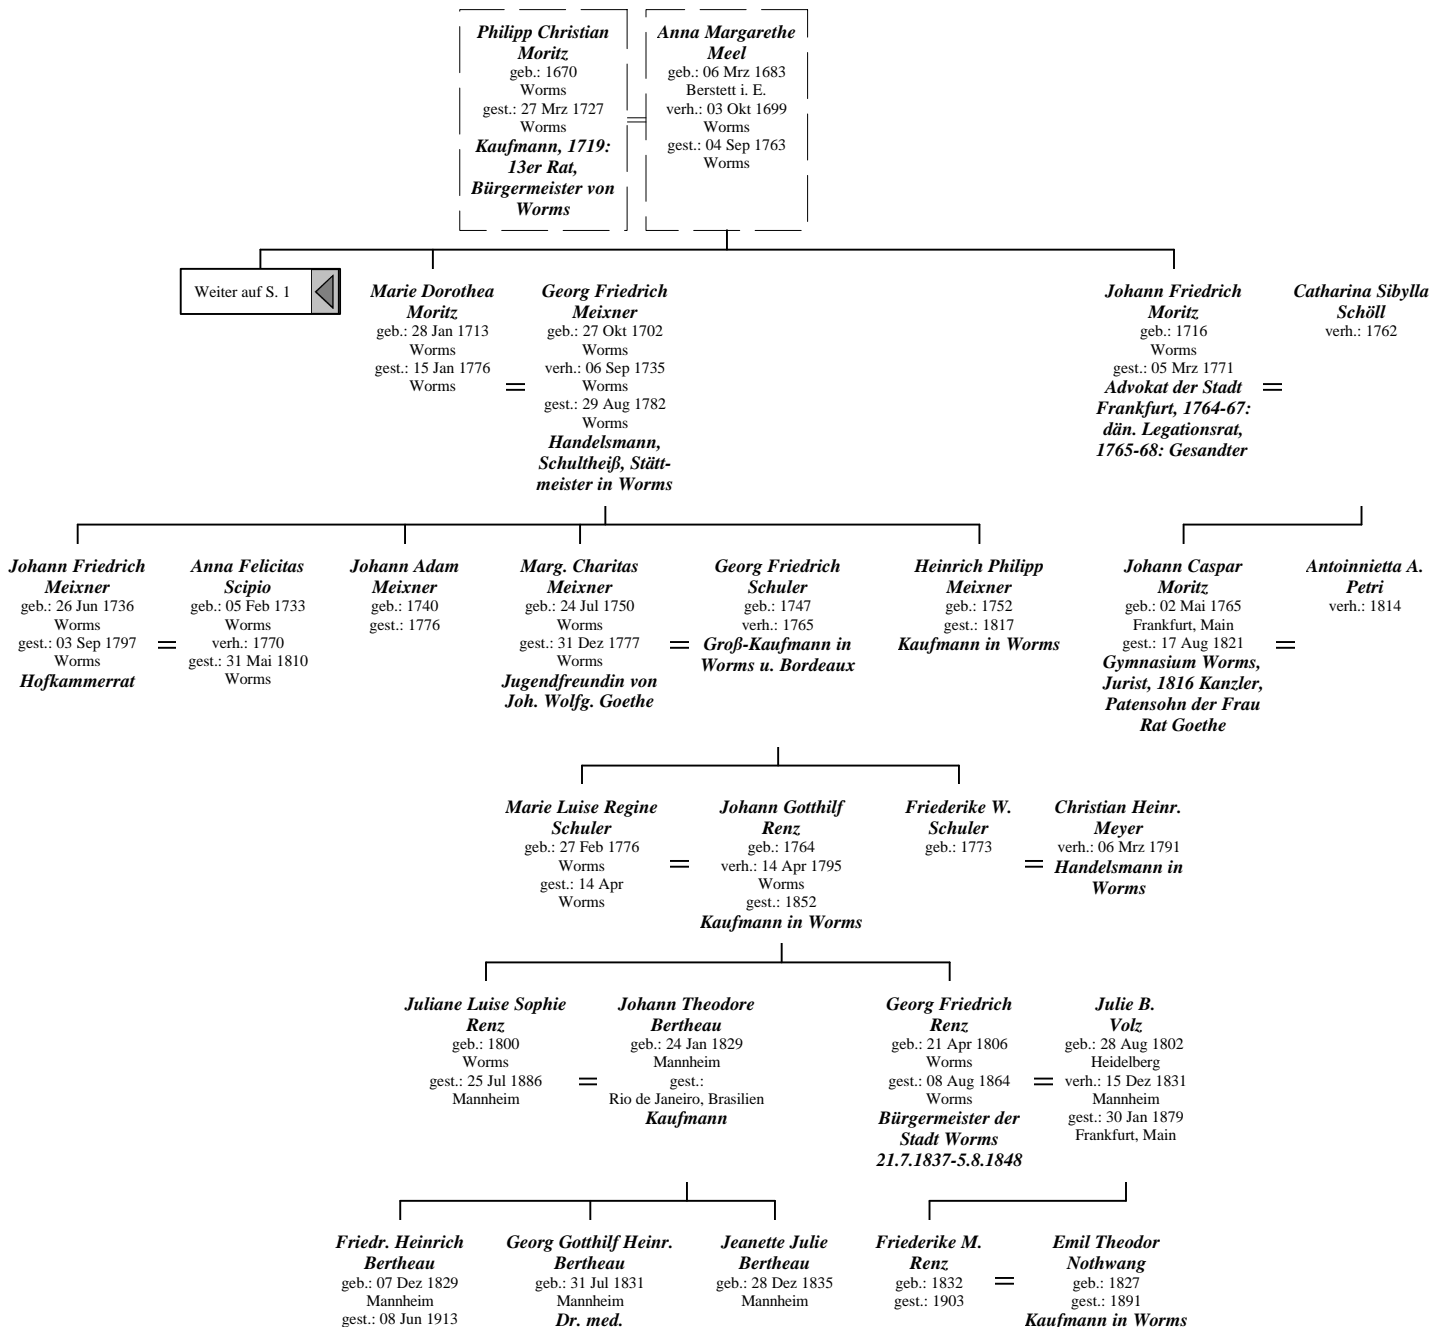 Philipp Christian
Moritz
geb.: 1670
Worms
gest.: 27 Mrz 1727
Worms
Kaufmann, 1719:
13er Rat,
Bürgermeister von
Worms
Anna Margarethe
Meel
geb.: 06 Mrz 1683
Berstett i. E.
verh.: 03 Okt 1699
Worms
gest.: 04 Sep 1763
Worms
Weiter auf S. 1
Marie Dorothea
Moritz
geb.: 28 Jan 1713
Worms
gest.: 15 Jan 1776
Worms
=
Georg Friedrich
Meixner
geb.: 27 Okt 1702
Worms
verh.: 06 Sep 1735
Worms
gest.: 29 Aug 1782
Worms
Handelsmann,
Schultheiß, Stätt-
meister in Worms
Johann Friedrich
Moritz
geb.: 1716
Worms
gest.: 05 Mrz 1771
Advokat der Stadt
Frankfurt, 1764-67:
dän. Legationsrat,
1765-68: Gesandter
=
Catharina Sibylla
Schöll
verh.: 1762
Johann Friedrich
Meixner
geb.: 26 Jun 1736
Worms
gest.: 03 Sep 1797
Worms
Hofkammerrat
=
Anna Felicitas
Scipio
geb.: 05 Feb 1733
Worms
verh.: 1770
gest.: 31 Mai 1810
Worms
Johann Adam
Meixner
geb.: 1740
gest.: 1776
Marg. Charitas
Meixner
geb.: 24 Jul 1750
Worms
gest.: 31 Dez 1777
Worms
Jugendfreundin von
Joh. Wolfg. Goethe
=
Georg Friedrich
Schuler
geb.: 1747
verh.: 1765
Groß-Kaufmann in
Worms u. Bordeaux
Heinrich Philipp
Meixner
geb.: 1752
gest.: 1817
Kaufmann in Worms
Johann Caspar
Moritz
geb.: 02 Mai 1765
Frankfurt, Main
gest.: 17 Aug 1821
Gymnasium Worms,
Jurist, 1816 Kanzler,
Patensohn der Frau
Rat Goethe
=
Antoinnietta A.
Petri
verh.: 1814
Marie Luise Regine
Schuler
geb.: 27 Feb 1776
Worms
gest.: 14 Apr
Worms
=
Johann Gotthilf
Renz
geb.: 1764
verh.: 14 Apr 1795
Worms
gest.: 1852
Kaufmann in Worms
Friederike W.
Schuler
geb.: 1773
=
Christian Heinr.
Meyer
verh.: 06 Mrz 1791
Handelsmann in
Worms
Juliane Luise Sophie
Renz
geb.: 1800
Worms
gest.: 25 Jul 1886
Mannheim
=
Johann Theodore
Bertheau
geb.: 24 Jan 1829
Mannheim
gest.:
Rio de Janeiro, Brasilien
Kaufmann
Georg Friedrich
Renz
geb.: 21 Apr 1806
Worms
gest.: 08 Aug 1864
Worms
Bürgermeister der
Stadt Worms
21.7.1837-5.8.1848
=
Julie B.
Volz
geb.: 28 Aug 1802
Heidelberg
verh.: 15 Dez 1831
Mannheim
gest.: 30 Jan 1879
Frankfurt, Main
Friedr. Heinrich
Bertheau
geb.: 07 Dez 1829
Mannheim
gest.: 08 Jun 1913
Georg Gotthilf Heinr.
Bertheau
geb.: 31 Jul 1831
Mannheim
Dr. med.
Jeanette Julie
Bertheau
geb.: 28 Dez 1835
Mannheim
Friederike M.
Renz
geb.: 1832
gest.: 1903
=
Emil Theodor
Nothwang
geb.: 1827
gest.: 1891
Kaufmann in Worms